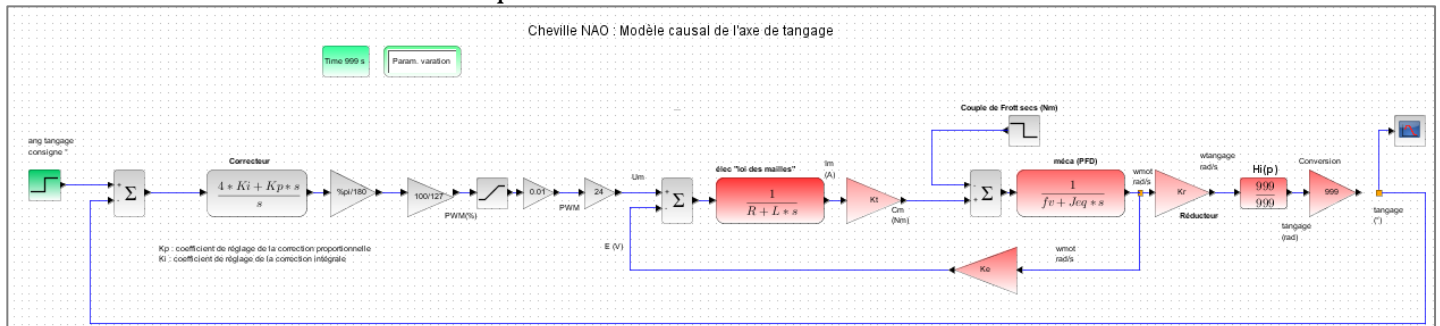 Cheville NAO : Modèle causal de l'axe de tangage
Time 999 s
Param. varation
Couple de Frott secs (Nm)
ang tangage
consigne °
Correcteur
4 * Ki + Kp * s
s
%pi/180
100/127
PWM(%)
0.01
PWM
24
Um
élec "loi des mailles"
1
R + L * s
Im
(A)
Kt
Cm
(Nm)
méca (PFD)
1
fv + Jeq * s
wmot
rad/s
Kr
Réducteur
wtangage
rad/s
Hi(p)
999
999
tangage
(rad)
Conversion
999
tangage
(°)
+
-
Σ
+
-
Σ
-
+
Σ
E (V)
Ke
wmot
rad/s
Kp : coefficient de réglage de la correction proportionnelle
Ki : coefficient de réglage de la correction intégrale